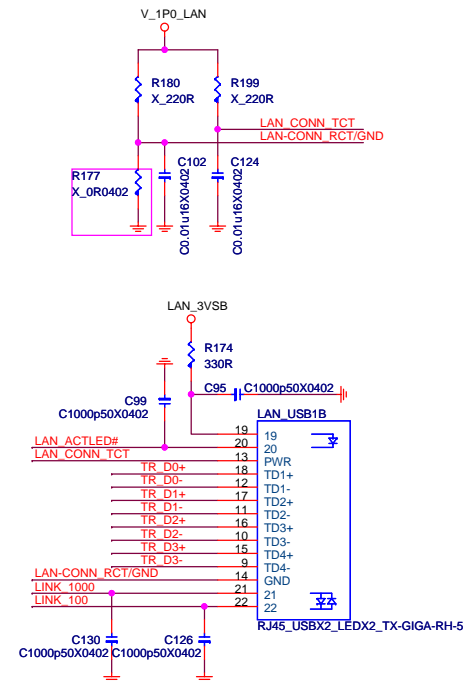 V_1P0_LAN
R180
X_220R
R199
X_220R
LAN_CONN_TCT
LAN-CONN_RCT/GND
R177
X_0R0402
C102
C0.01u16X0402
C124
C0.01u16X0402
LAN_3VSB
R174
330R
C95
C1000p50X0402
C99
C1000p50X0402
LAN_USB1B
LAN_ACTLED#
LAN_CONN_TCT
TR_D0+
TR_D0-
TR_D1+
TR_D1-
TR_D2+
TR_D2-
TR_D3+
TR_D3-
LAN-CONN_RCT/GND
LINK_1000
LINK_100
19
20
13
18
12
17
11
16
10
15
9
14
21
22
19
20
PWR
TD1+
TD1-
TD2+
TD2-
TD3+
TD3-
TD4+
TD4-
GND
21
22
RJ45_USBX2_LEDX2_TX-GIGA-RH-5
C130
C1000p50X0402
C126
C1000p50X0402